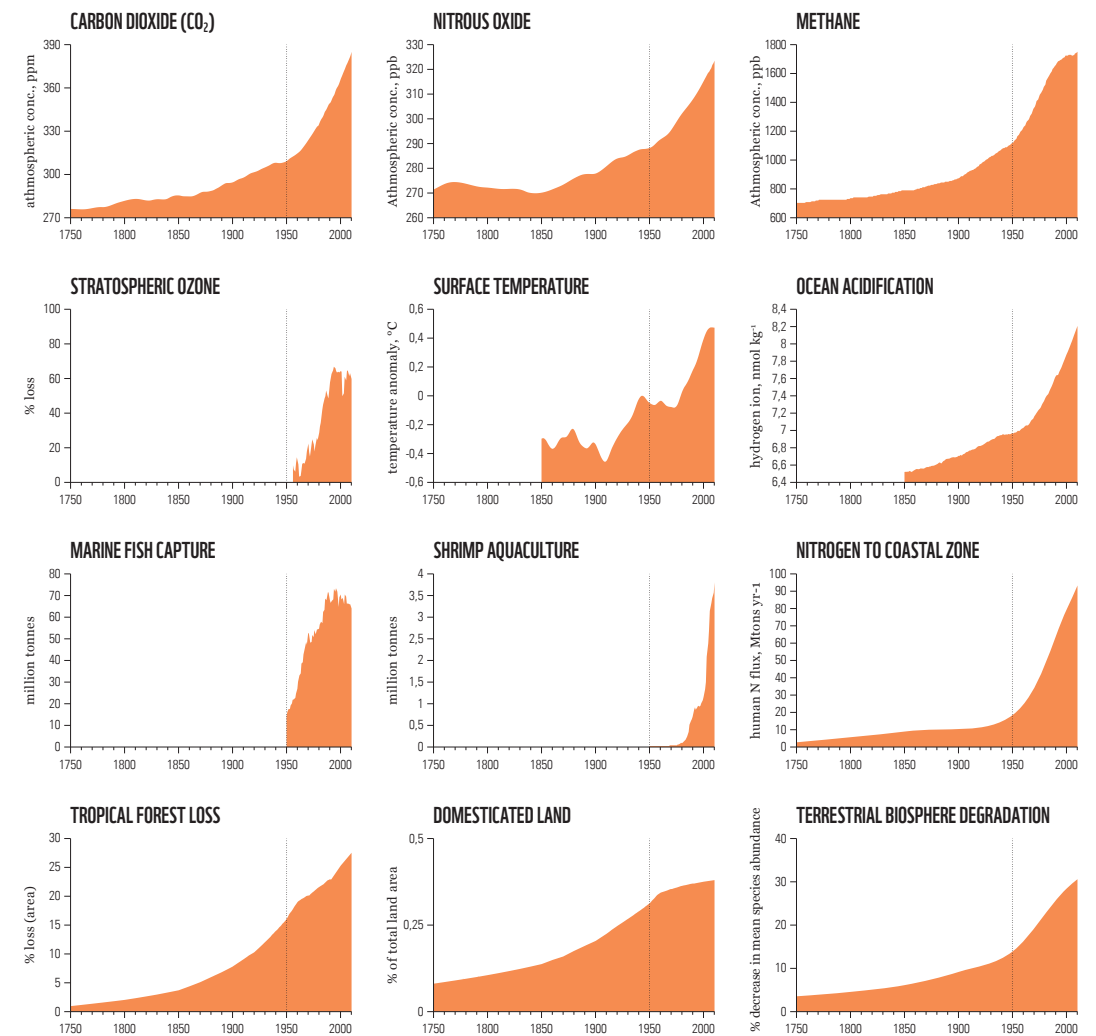 CARBON DIOXIDE (CO₂)
athmospheric conc., ppm
390
360
330
300
270
1750 1800 1850 1900 1950 2000
NITROUS OXIDE
Athmospheric conc., ppb
330
320
310
300
290
280
270
260
1750 1800 1850 1900 1950 2000
METHANE
Athmospheric conc., ppb
1800
1600
1400
1200
1000
800
600
1750 1800 1850 1900 1950 2000
STRATOSPHERIC OZONE
% loss
100
80
60
40
20
0
1750 1800 1850 1900 1950 2000
SURFACE TEMPERATURE
temperature anomaly, °C
0,6
0,4
0,2
0
-0,2
-0,4
-0,6
1750 1800 1850 1900 1950 2000
OCEAN ACIDIFICATION
hydrogen ion, nmol kg⁻¹
8,4
8,2
8
7,8
7,6
7,4
7,2
7
6,8
6,6
6,4
1750 1800 1850 1900 1950 2000
MARINE FISH CAPTURE
million tonnes
80
70
60
50
40
30
20
10
0
1750 1800 1850 1900 1950 2000
SHRIMP AQUACULTURE
million tonnes
4
3,5
3
2,5
2
1,5
1
0,5
0
1750 1800 1850 1900 1950 2000
NITROGEN TO COASTAL ZONE
human N flux, Mtons yr-1
100
90
80
70
60
50
40
30
20
10
0
1750 1800 1850 1900 1950 2000
TROPICAL FOREST LOSS
% loss (area)
30
25
20
15
10
5
0
1750 1800 1850 1900 1950 2000
DOMESTICATED LAND
% of total land area
0,5
0,25
0
1750 1800 1850 1900 1950 2000
TERRESTRIAL BIOSPHERE DEGRADATION
% decrease in mean species abundance
40
30
20
10
0
1750 1800 1850 1900 1950 2000